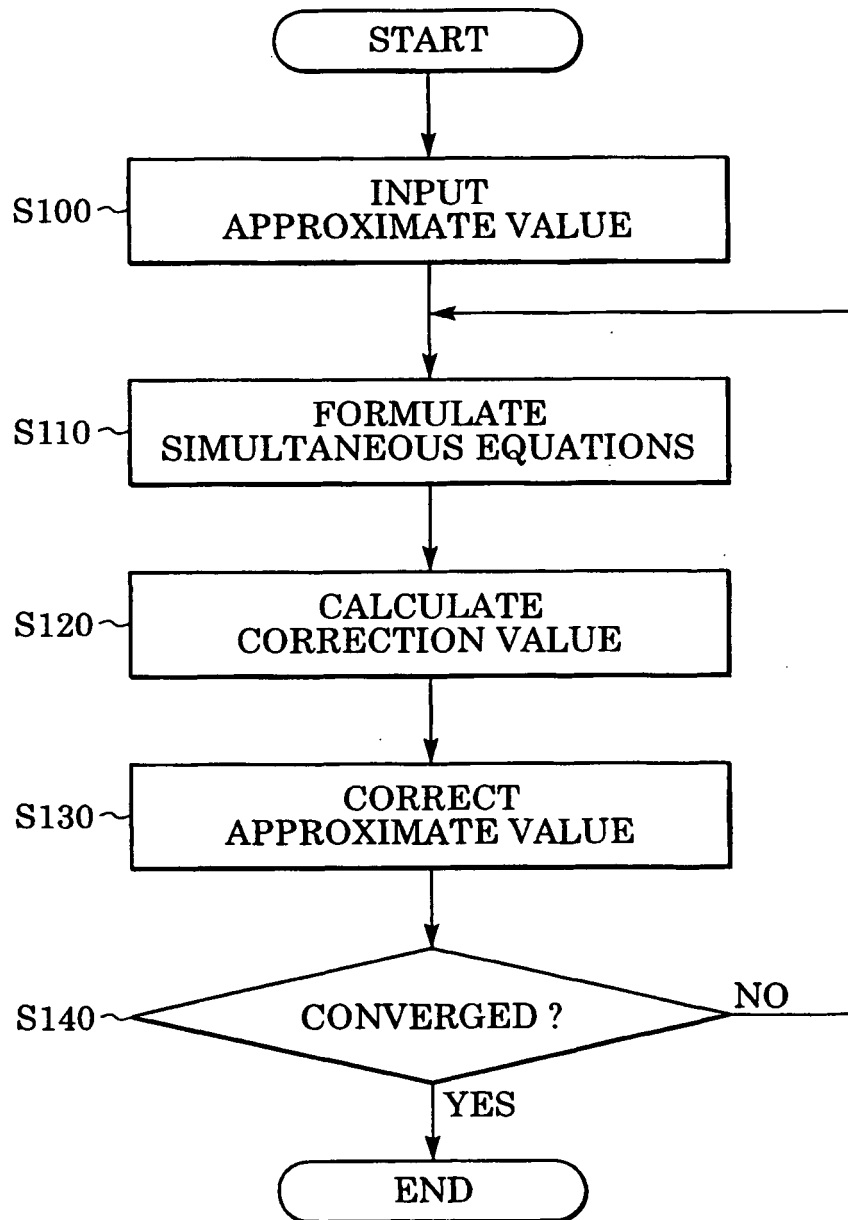 START
S100
INPUT
APPROXIMATE VALUE
S110
FORMULATE
SIMULTANEOUS EQUATIONS
S120
CALCULATE
CORRECTION VALUE
S130
CORRECT
APPROXIMATE VALUE
S140
CONVERGED ?
NO
YES
END